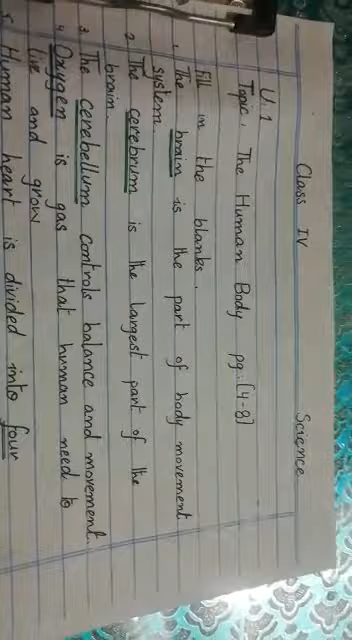 Class IV Science
U. 1
Topic, The Human Body pg: [4-8]
Fill in the blanks.
1. The brain is the part of body movement
system.
2. The cerebrum is the largest part of the
brain.
3. The cerebellum controls balance and movement.
4. Oxygen is gas that human need to
live and grow
5. Human heart is divided into four